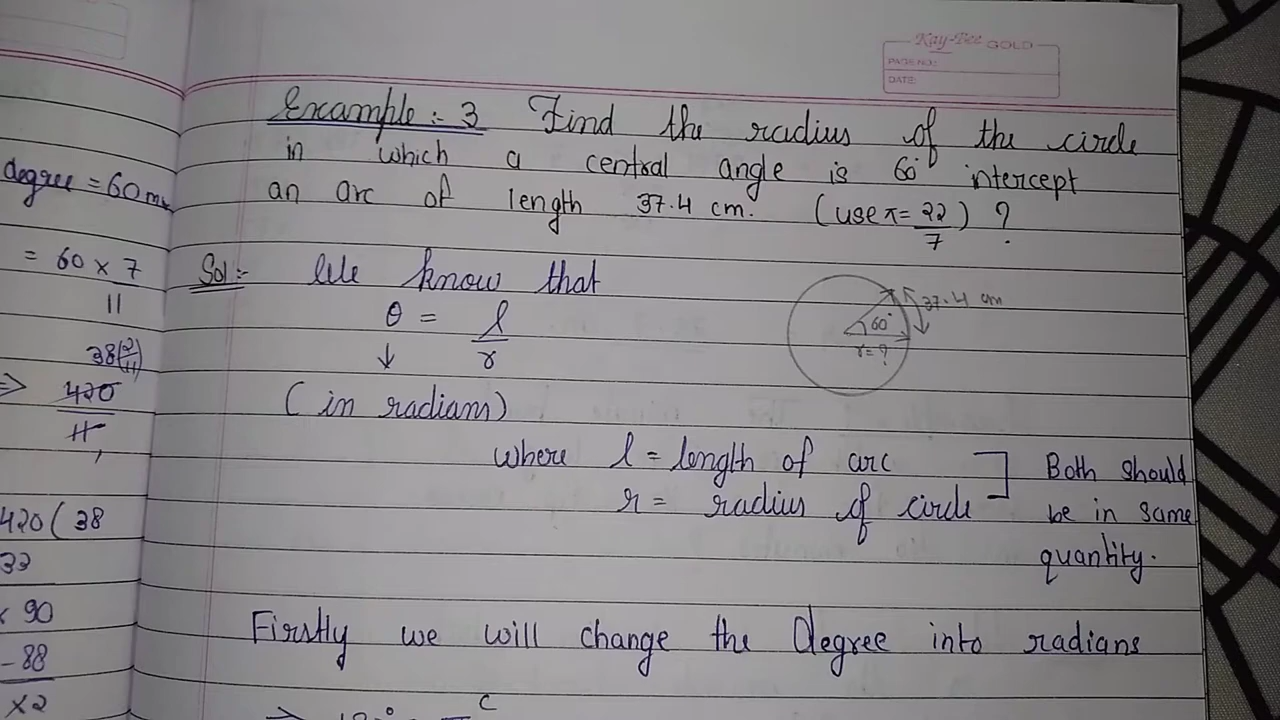 Kay-Tee GOLD
PAGE NO.:
DATE:
Example:- 3 Find the radius of the circle
in which a central angle is 60° intercept
an arc of length 37.4 cm. (use π = 22/7) ?
degree = 60 m
= 60 × 7
11
38(2/11)
⇒ 420
11
420 ( 38
33
90
- 88
×2
Sol:- We know that
θ = l/r
↓
(in radians)
37.4 cm
60°
r = ?
where l = length of arc
r = radius of circle
Both should
be in same
quantity.
Firstly we will change the degree into radians